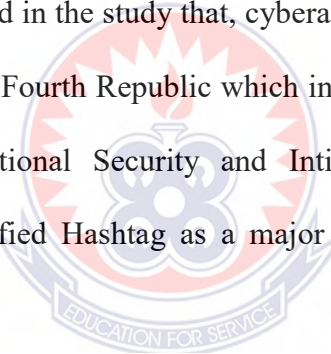 d in the study that, cybera
Fourth Republic which in
tional Security and Inti
fied Hashtag as a major
EDUCATION FOR SERVICE